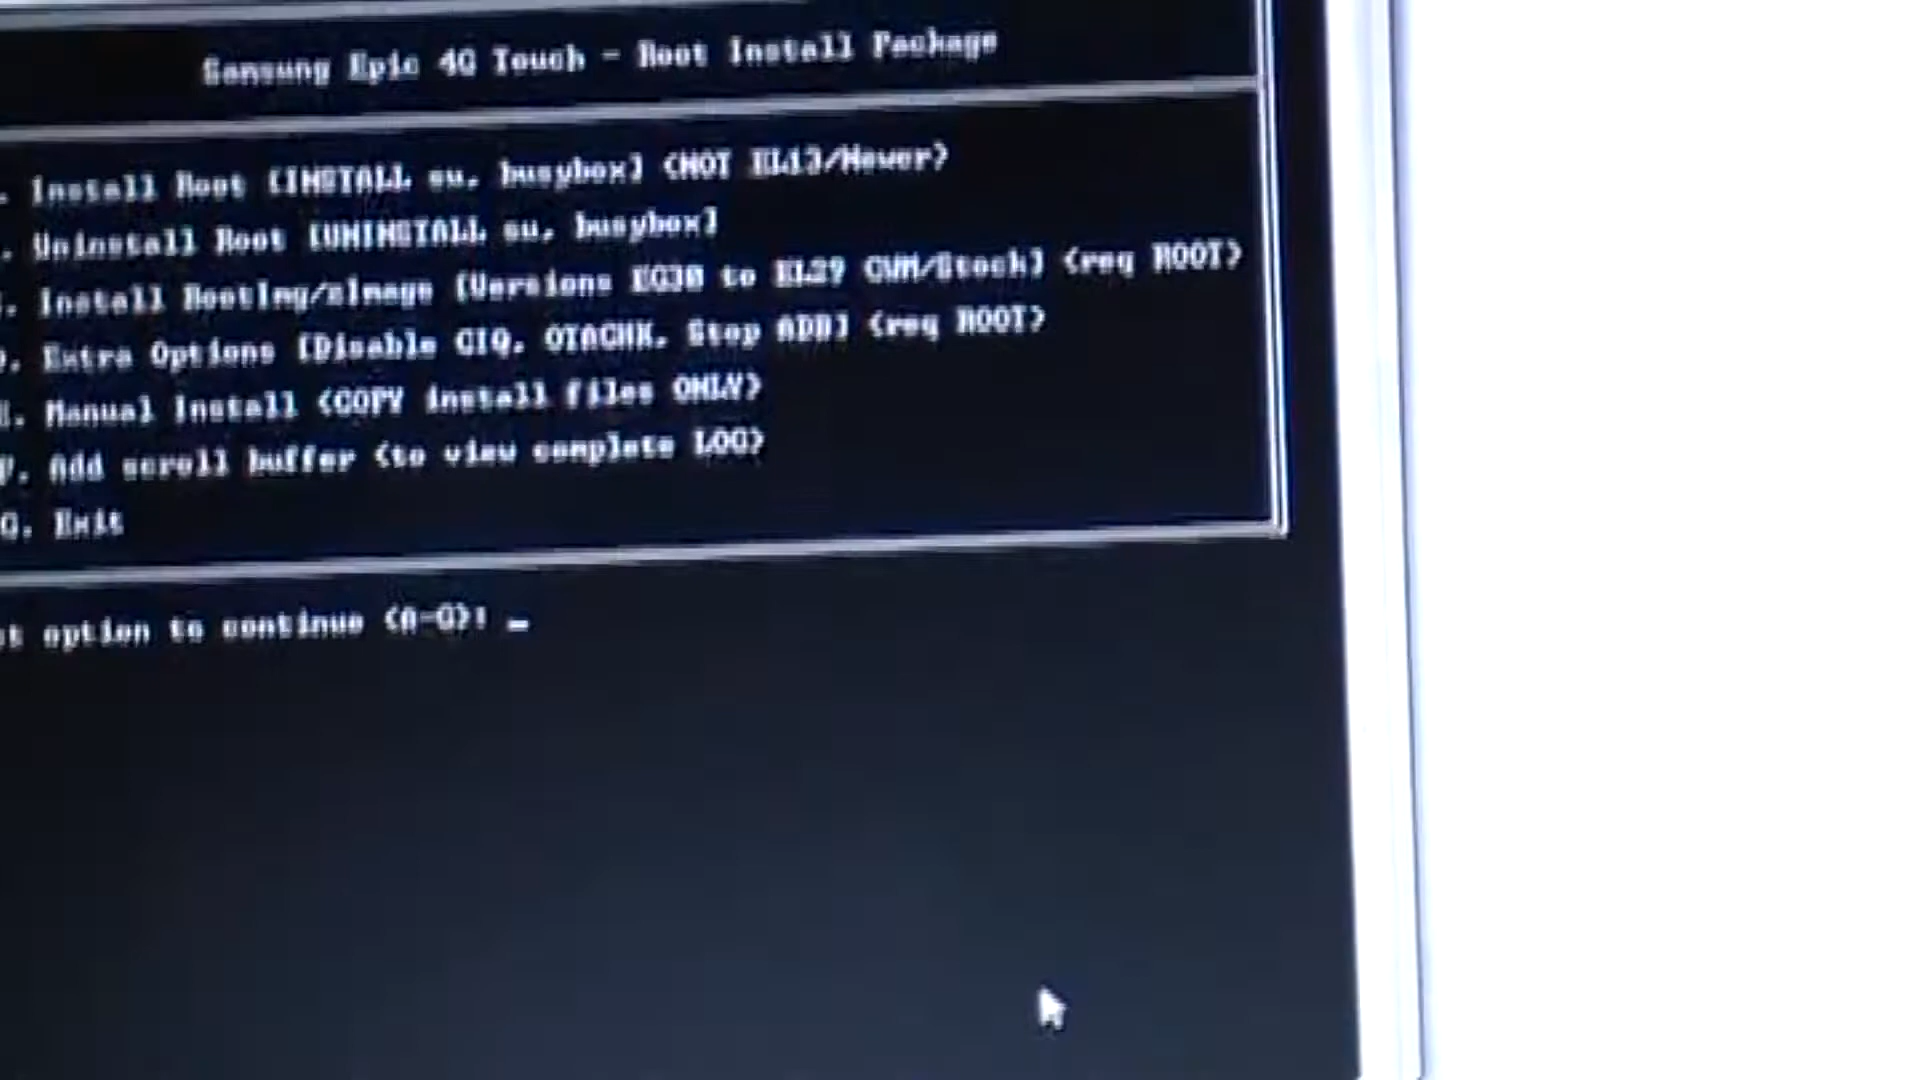 Samsung Epic 4G Touch - Root Install Package
. Install Root [INSTALL su, busybox] (NOT EL13/Newer)
. Uninstall Root [UNINSTALL su, busybox]
. Install Bootimg/zImage [Versions EG30 to EL29 CWM/Stock] (req ROOT)
D. Extra Options [Disable CIQ, OTACHK, Stop ADB] (req ROOT)
E. Manual Install (COPY install files ONLY)
F. Add scroll buffer (to view complete LOG)
G. Exit
ct option to continue (A-G)!